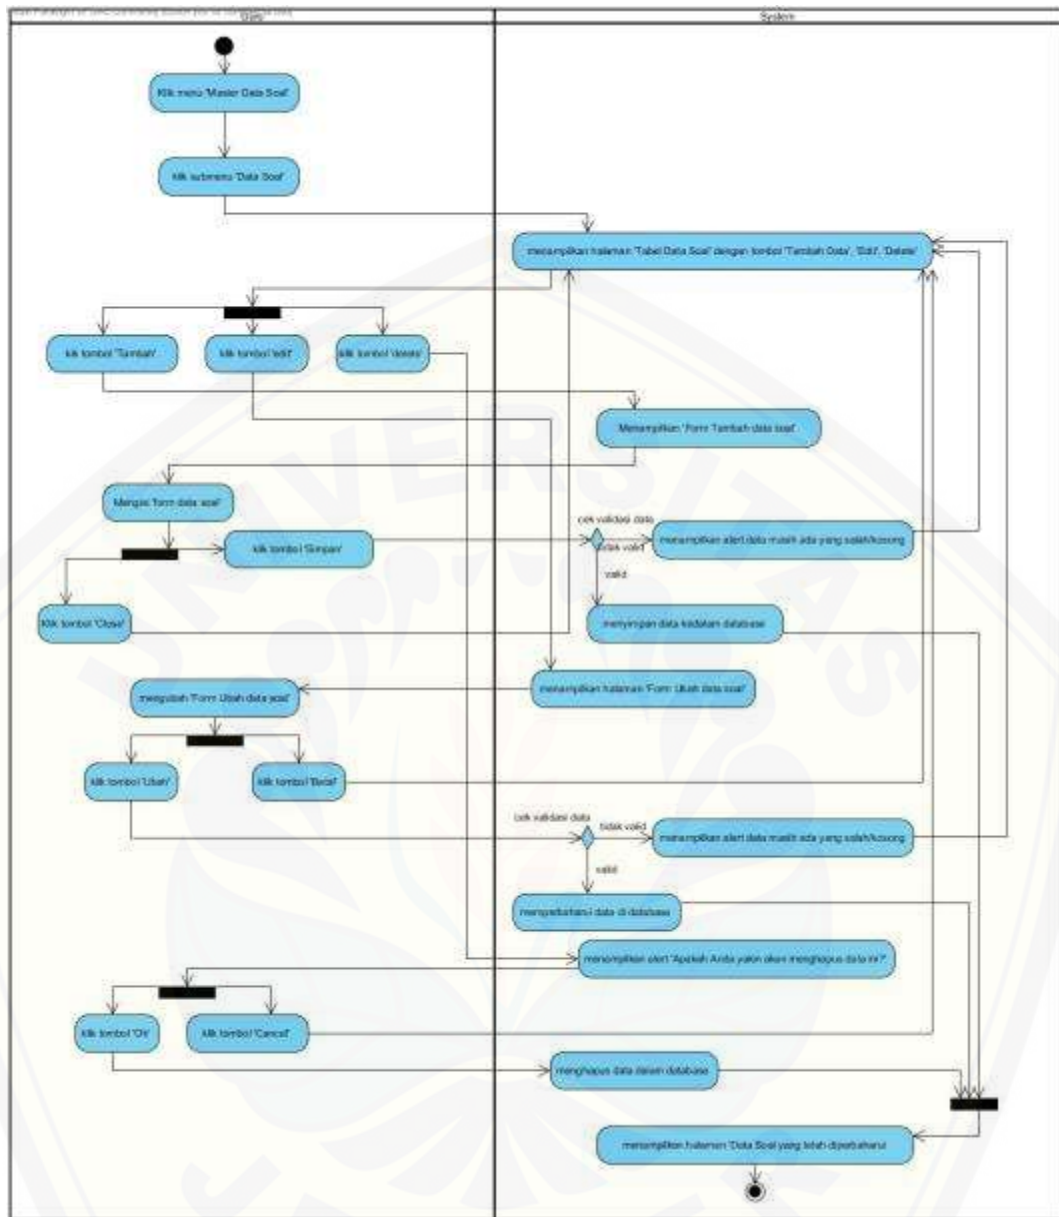 Guru
System
Klik menu 'Master Data Soal'
klik submenu 'Data Soal'
menampilkan halaman 'Tabel Data Soal' dengan tombol 'Tambah Data', 'Edit', 'Delete'
klik tombol 'Tambah'
klik tombol 'edit'
klik tombol 'delete'
Menampilkan 'Form Tambah data soal'
Mengisi 'form data soal'
klik tombol 'Simpan'
cek validasi data
tidak valid
menampilkan alert data masih ada yang salah/kosong
valid
Klik tombol 'Close'
menyimpan data kedalam database
menampilkan halaman 'Form Ubah data soal'
mengubah 'Form Ubah data soal'
klik tombol 'Ubah'
klik tombol 'Batal'
cek validasi data
tidak valid
menampilkan alert data masih ada yang salah/kosong
valid
memperbaharui data di database
menampilkan alert 'Apakah Anda yakin akan menghapus data ini?'
klik tombol 'Ok'
klik tombol 'Cancel'
menghapus data dalam database
menampilkan halaman 'Data Soal yang telah diperbaharui
UNIVERSITAS